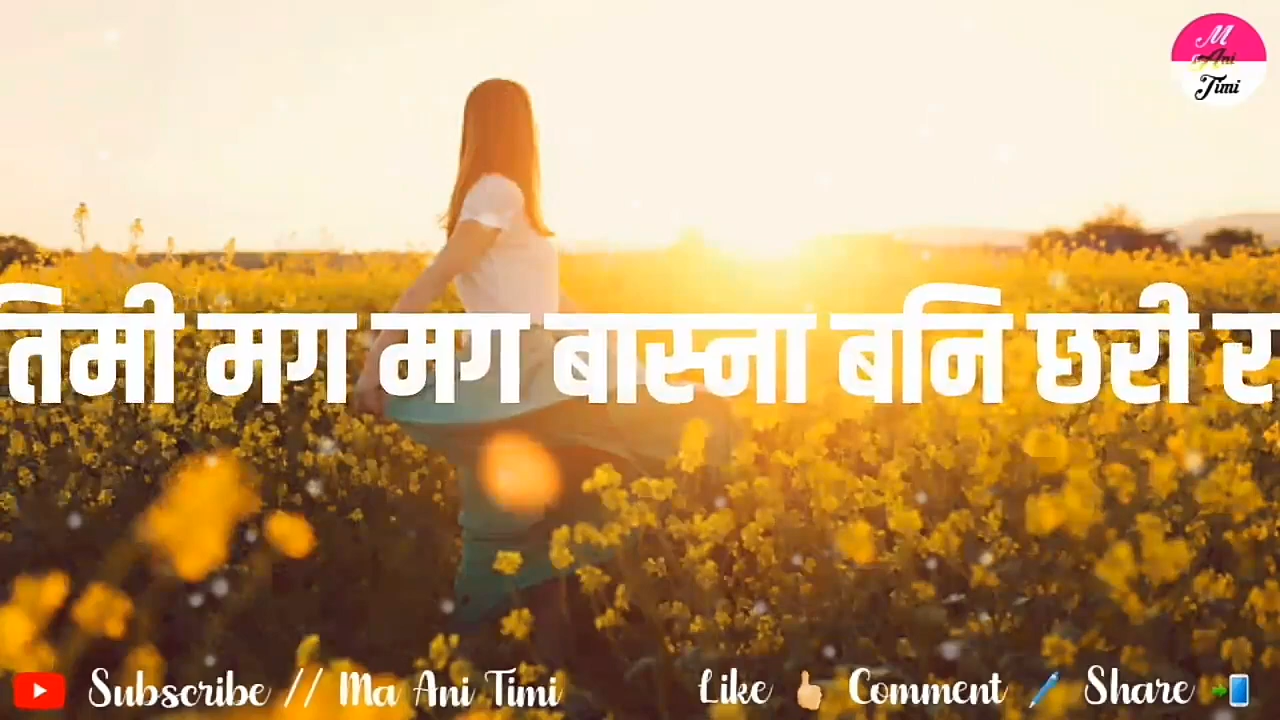 M
Ani
Timi
तिमी मग मग बास्ना बनि छरी र
Subscribe // Ma Ani Timi Like Comment Share